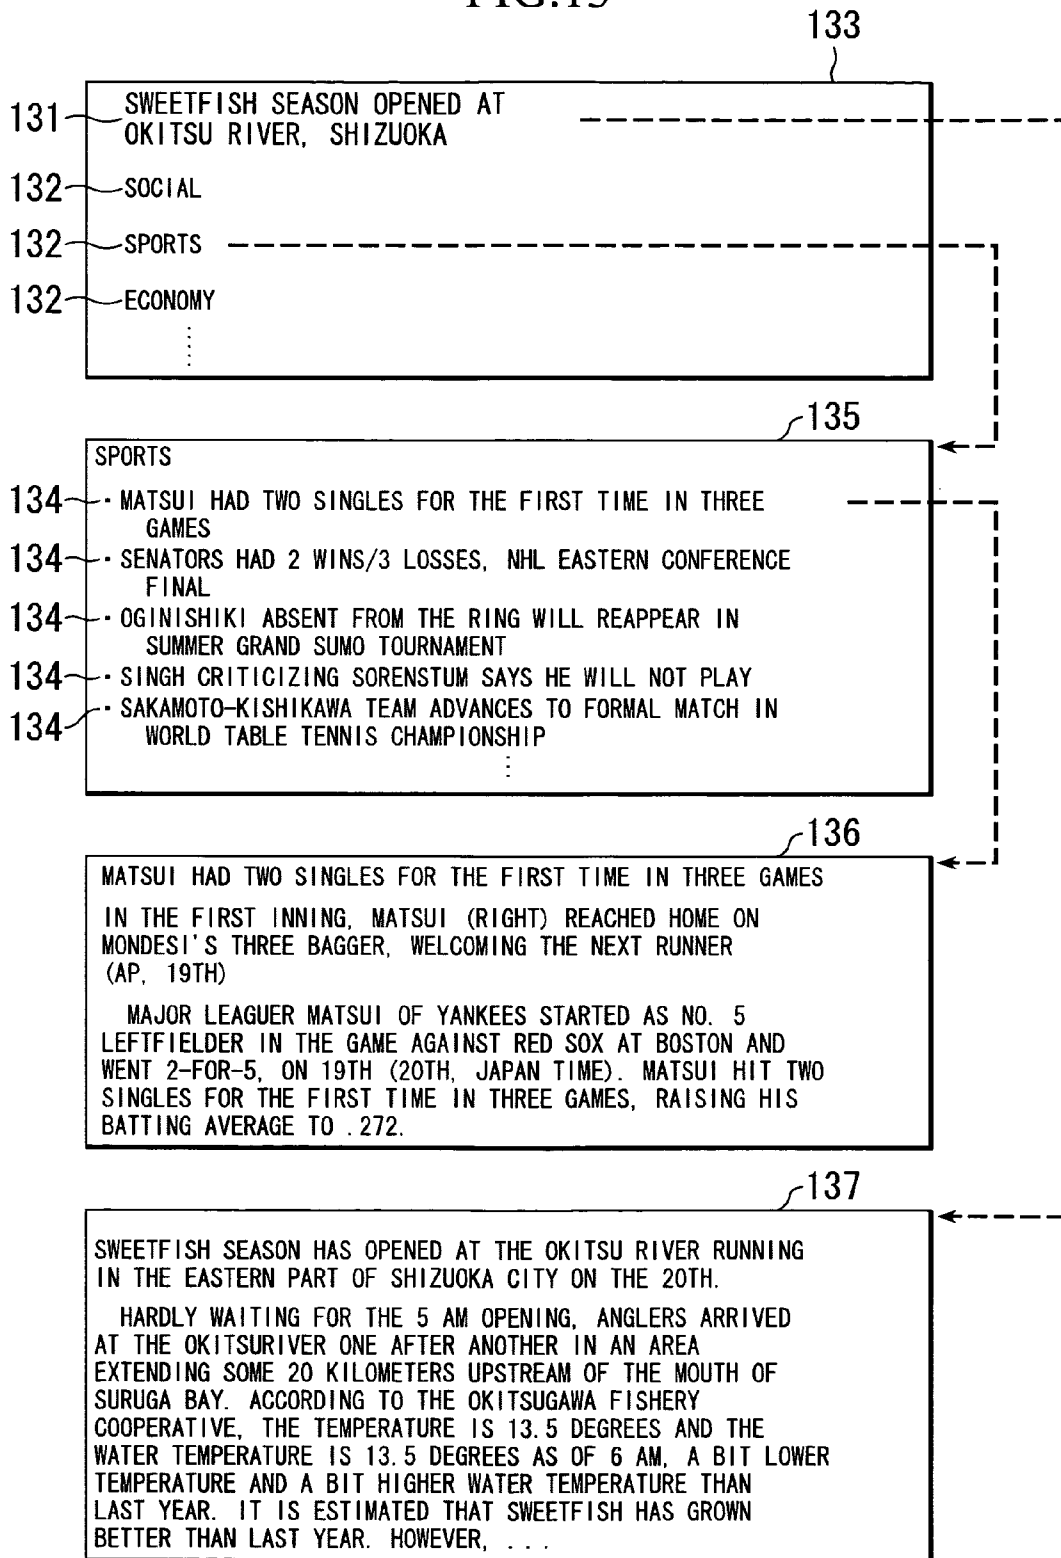 FIG.13
133
131 SWEETFISH SEASON OPENED AT
OKITSU RIVER, SHIZUOKA
132 SOCIAL
132 SPORTS
132 ECONOMY
135
SPORTS
134 · MATSUI HAD TWO SINGLES FOR THE FIRST TIME IN THREE
GAMES
134 · SENATORS HAD 2 WINS/3 LOSSES, NHL EASTERN CONFERENCE
FINAL
134 · OGINISHIKI ABSENT FROM THE RING WILL REAPPEAR IN
SUMMER GRAND SUMO TOURNAMENT
134 · SINGH CRITICIZING SORENSTUM SAYS HE WILL NOT PLAY
134 · SAKAMOTO-KISHIKAWA TEAM ADVANCES TO FORMAL MATCH IN
WORLD TABLE TENNIS CHAMPIONSHIP
136
MATSUI HAD TWO SINGLES FOR THE FIRST TIME IN THREE GAMES
IN THE FIRST INNING, MATSUI (RIGHT) REACHED HOME ON
MONDESI'S THREE BAGGER, WELCOMING THE NEXT RUNNER
(AP, 19TH)
MAJOR LEAGUER MATSUI OF YANKEES STARTED AS NO. 5
LEFTFIELDER IN THE GAME AGAINST RED SOX AT BOSTON AND
WENT 2-FOR-5, ON 19TH (20TH, JAPAN TIME). MATSUI HIT TWO
SINGLES FOR THE FIRST TIME IN THREE GAMES, RAISING HIS
BATTING AVERAGE TO .272.
137
SWEETFISH SEASON HAS OPENED AT THE OKITSU RIVER RUNNING
IN THE EASTERN PART OF SHIZUOKA CITY ON THE 20TH.
HARDLY WAITING FOR THE 5 AM OPENING, ANGLERS ARRIVED
AT THE OKITSURIVER ONE AFTER ANOTHER IN AN AREA
EXTENDING SOME 20 KILOMETERS UPSTREAM OF THE MOUTH OF
SURUGA BAY. ACCORDING TO THE OKITSUGAWA FISHERY
COOPERATIVE, THE TEMPERATURE IS 13.5 DEGREES AND THE
WATER TEMPERATURE IS 13.5 DEGREES AS OF 6 AM, A BIT LOWER
TEMPERATURE AND A BIT HIGHER WATER TEMPERATURE THAN
LAST YEAR. IT IS ESTIMATED THAT SWEETFISH HAS GROWN
BETTER THAN LAST YEAR. HOWEVER, ...